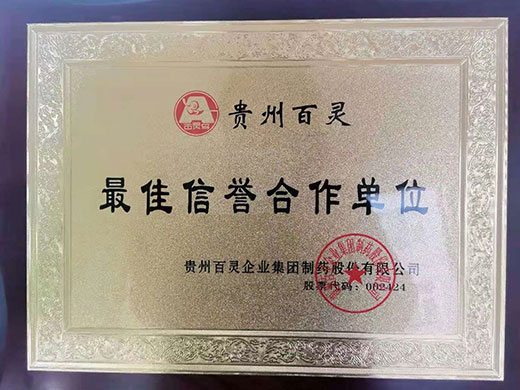 贵州百灵
最佳信誉合作单位
贵州百灵企业集团制药股份有限公司
股票代码：002424